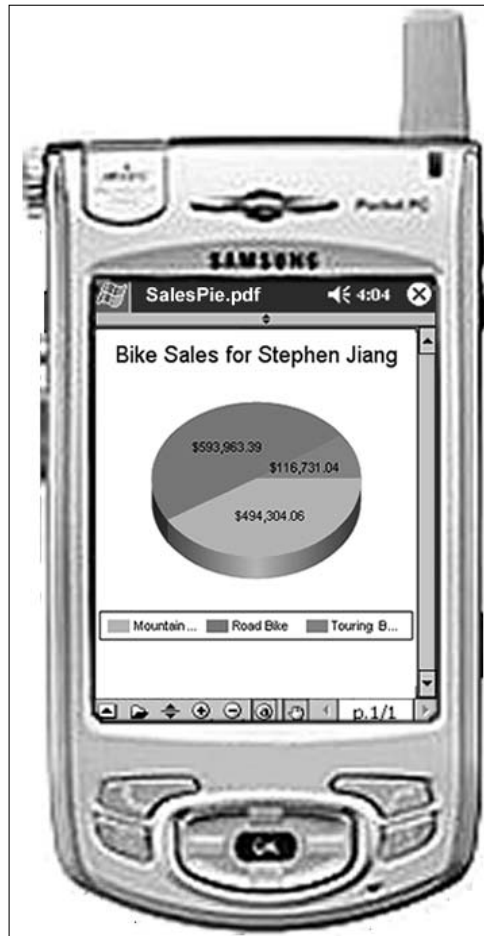 Pocket PC
SAMSUNG
SalesPie.pdf 4:04
Bike Sales for Stephen Jiang
$593,963.39
$116,731.04
$494,304.06
Mountain ... Road Bike Touring B...
p.1/1